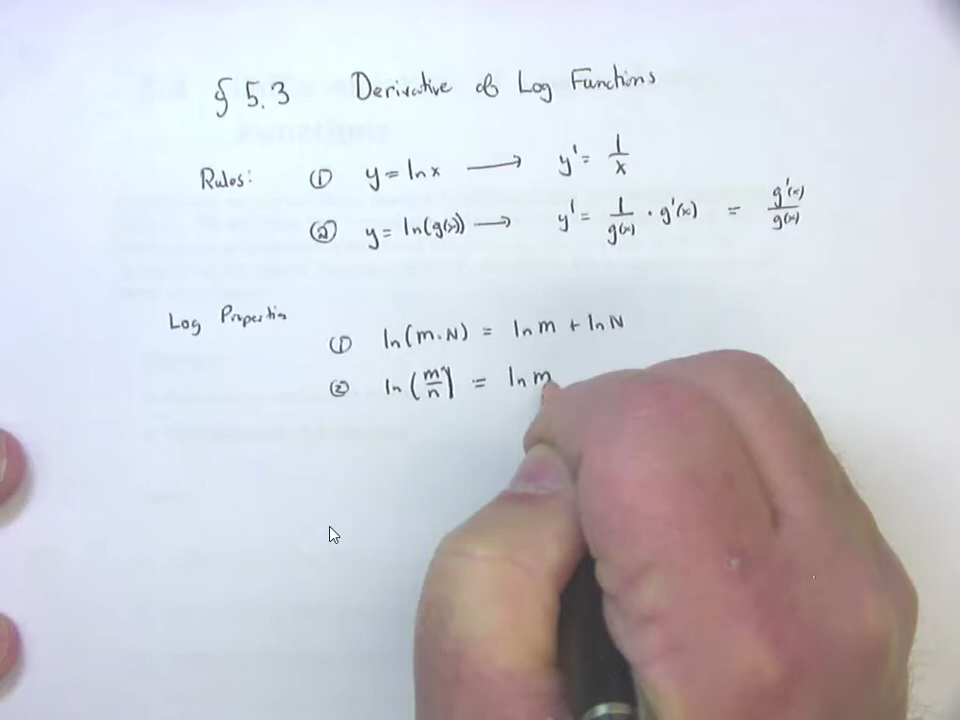 § 5.3 Derivative of Log Functions
Rules: ① y = ln x → y' = 1/x
② y = ln(g(x)) → y' = 1/g(x) · g'(x) = g'(x)/g(x)
Log Properties
① ln(m·N) = ln m + ln N
② ln(m/n) = ln m